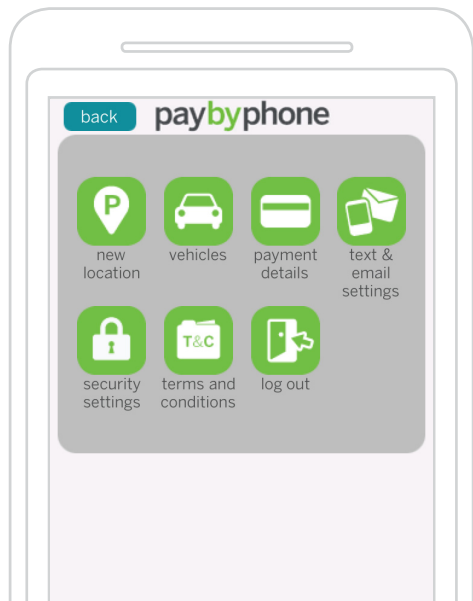 back
paybyphone
P
new
location
vehicles
payment
details
text &
email
settings
T&C
security
settings
terms and
conditions
log out